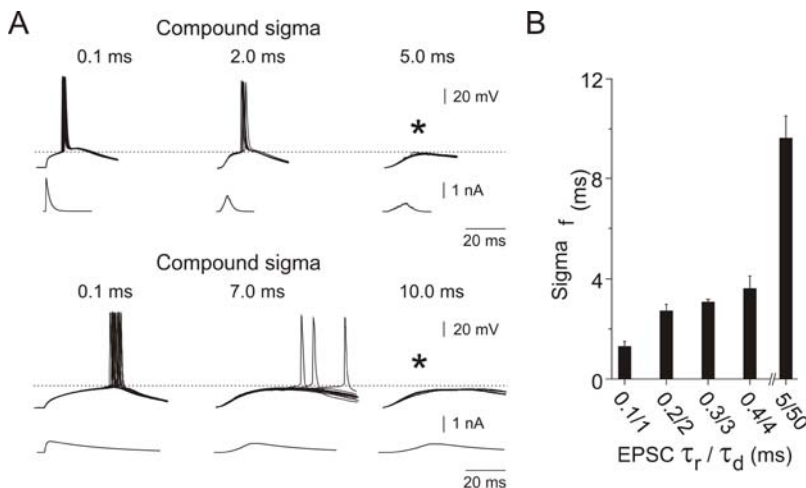 A
Compound sigma
0.1 ms 2.0 ms 5.0 ms
20 mV
*
1 nA
20 ms
Compound sigma
0.1 ms 7.0 ms 10.0 ms
20 mV
*
1 nA
20 ms
B
Sigma f (ms)
12
8
4
0
0.1/1 0.2/2 0.3/3 0.4/4 5/50
EPSC τr / τd (ms)